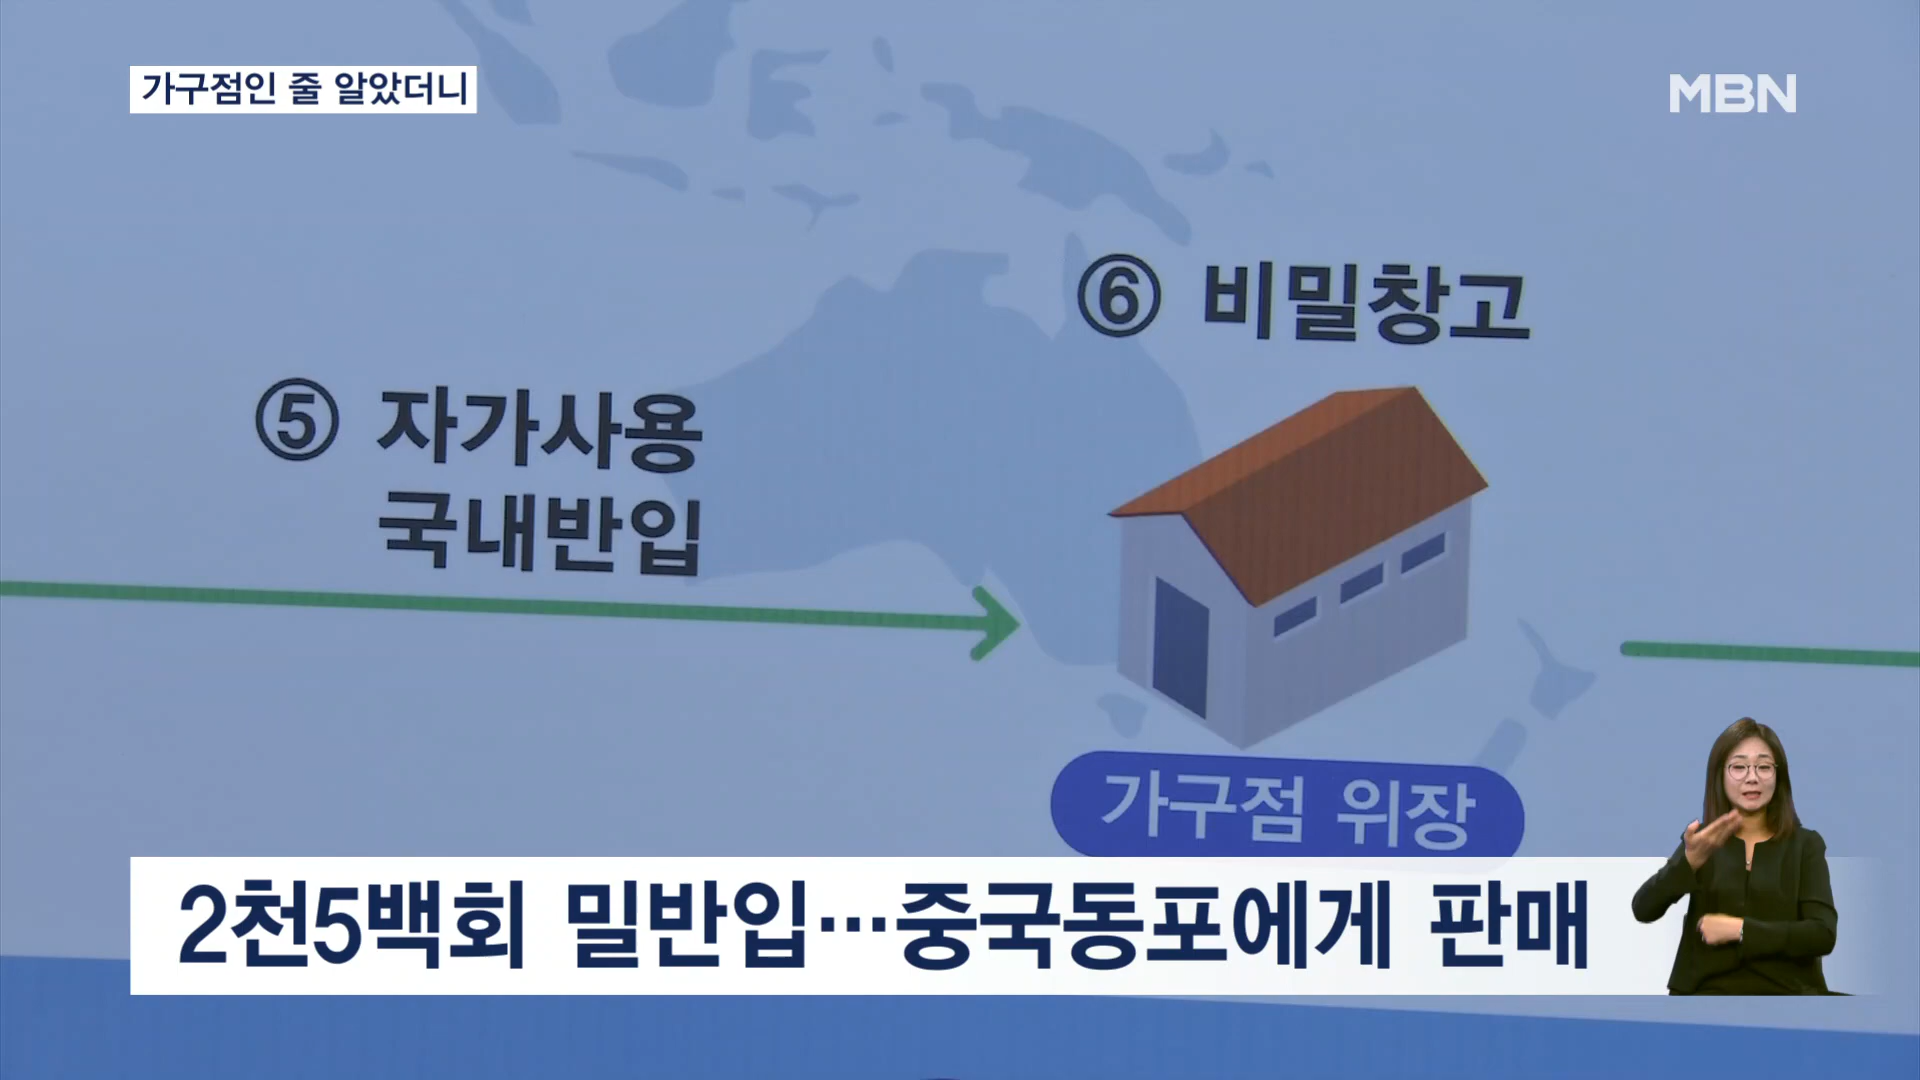 가구점인 줄 알았더니
MBN
⑥ 비밀창고
⑤ 자가사용
국내반입
가구점 위장
2천5백회 밀반입…중국동포에게 판매